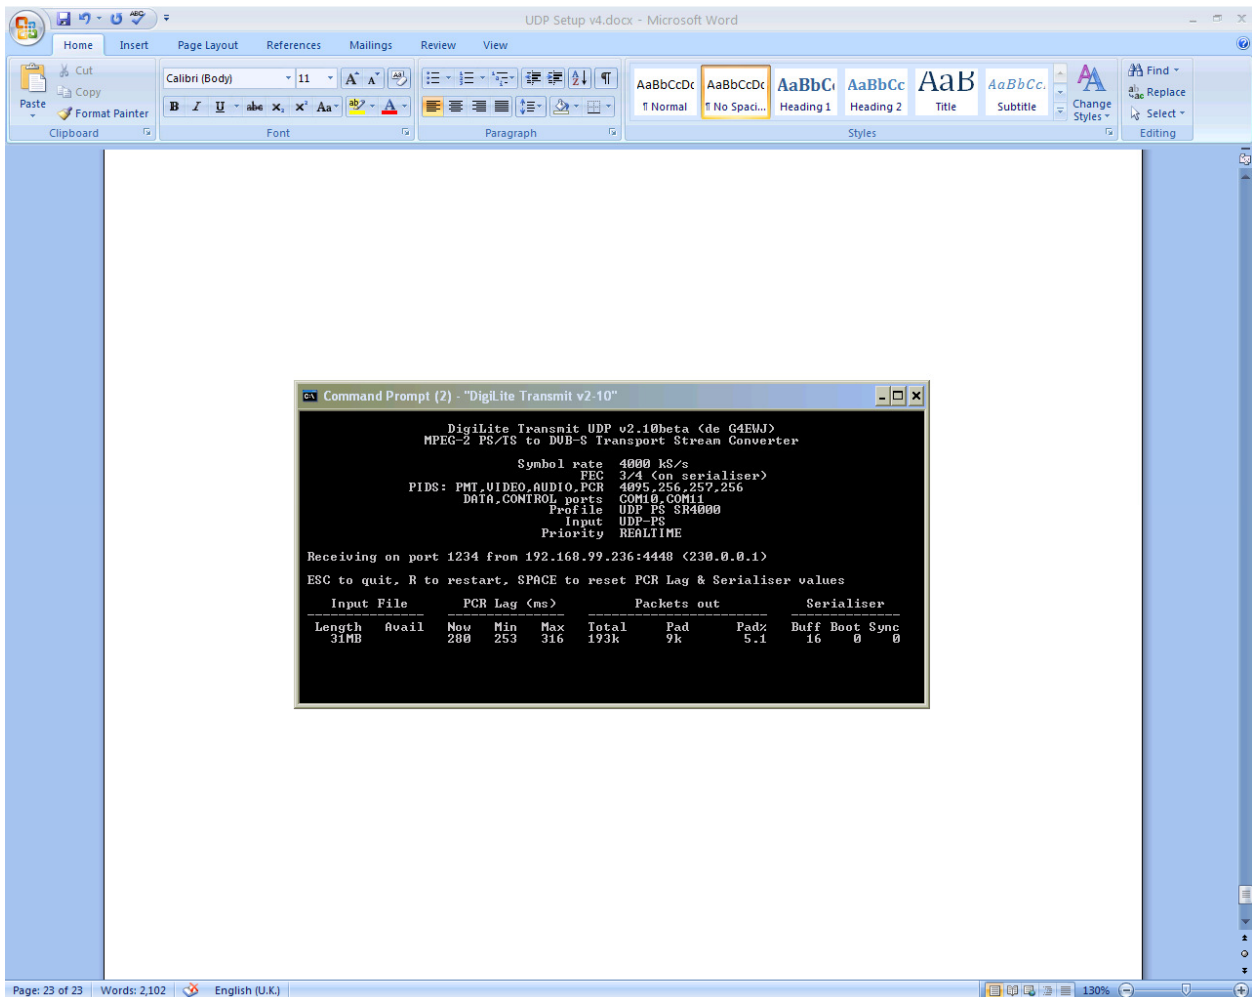 UDP Setup v4.docx - Microsoft Word
Home Insert Page Layout References Mailings Review View
Cut
Copy
Format Painter
Paste
Clipboard
Calibri (Body) 11
B I U abe x₂ x² Aa ab A
Font
Paragraph
AaBbCcDc AaBbCcDc AaBbC AaBbCc AaB AaBbCc.
¶ Normal ¶ No Spaci... Heading 1 Heading 2 Title Subtitle
Change Styles
Styles
Find
Replace
Select
Editing
Command Prompt (2) - "DigiLite Transmit v2-10"
DigiLite Transmit UDP v2.10beta (de G4EWJ)
MPEG-2 PS/TS to DVB-S Transport Stream Converter
Symbol rate 4000 kS/s
FEC 3/4 (on serialiser)
PIDS: PMT,VIDEO,AUDIO,PCR 4095,256,257,256
DATA,CONTROL ports COM10,COM11
Profile UDP PS SR4000
Input UDP-PS
Priority REALTIME
Receiving on port 1234 from 192.168.99.236:4448 (230.0.0.1)
ESC to quit, R to restart, SPACE to reset PCR Lag & Serialiser values
Input File PCR Lag (ms) Packets out Serialiser
Length Avail Now Min Max Total Pad Pad% Buff Boot Sync
31MB 280 253 316 193k 9k 5.1 16 0 0
Page: 23 of 23 Words: 2,102 English (U.K.) 130%